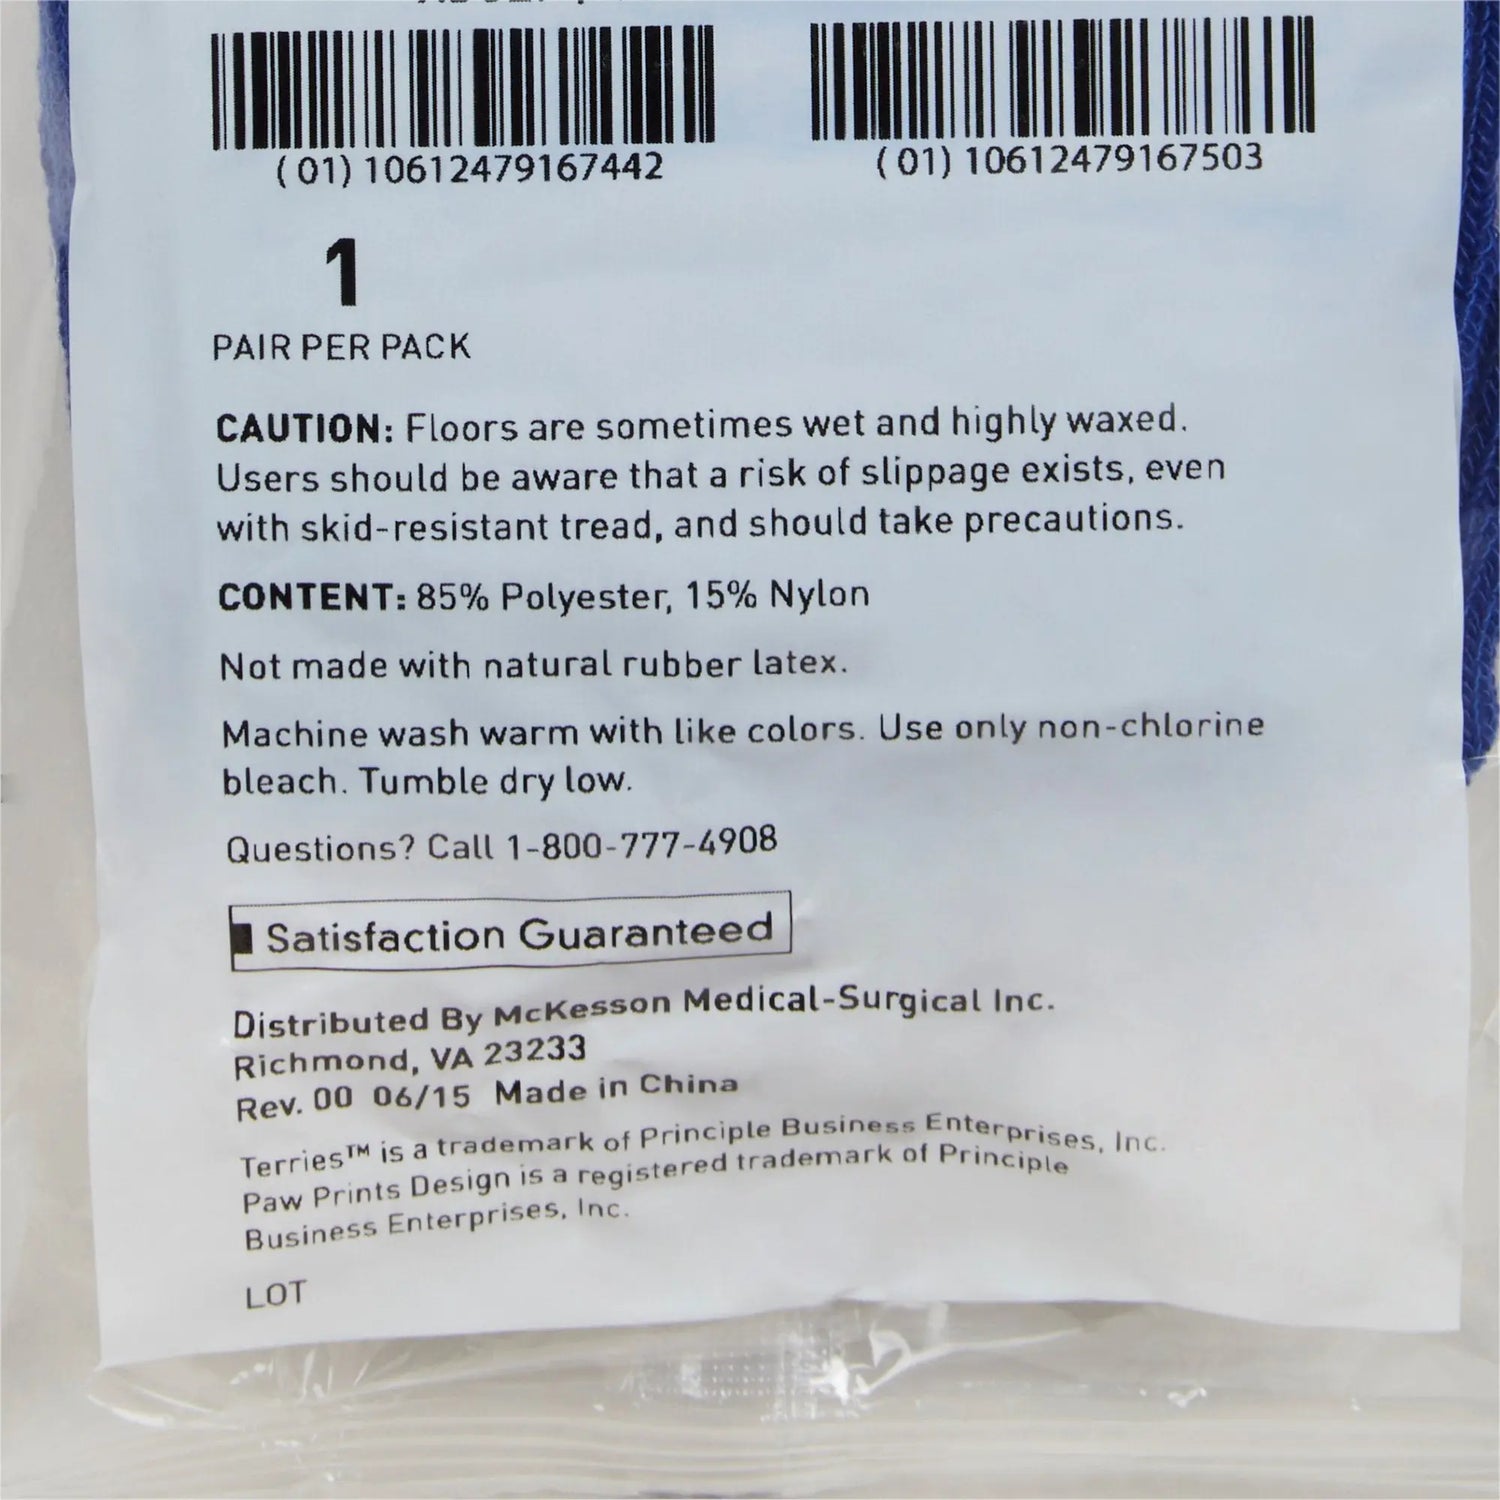 (01) 10612479167442
(01) 10612479167503
1
PAIR PER PACK
CAUTION: Floors are sometimes wet and highly waxed.
Users should be aware that a risk of slippage exists, even
with skid-resistant tread, and should take precautions.
CONTENT: 85% Polyester, 15% Nylon
Not made with natural rubber latex.
Machine wash warm with like colors. Use only non-chlorine
bleach. Tumble dry low.
Questions? Call 1-800-777-4908
Satisfaction Guaranteed
Distributed By McKesson Medical-Surgical Inc.
Richmond, VA 23233
Rev. 00 06/15 Made in China
Terries™ is a trademark of Principle Business Enterprises, Inc.
Paw Prints Design is a registered trademark of Principle
Business Enterprises, Inc.
LOT